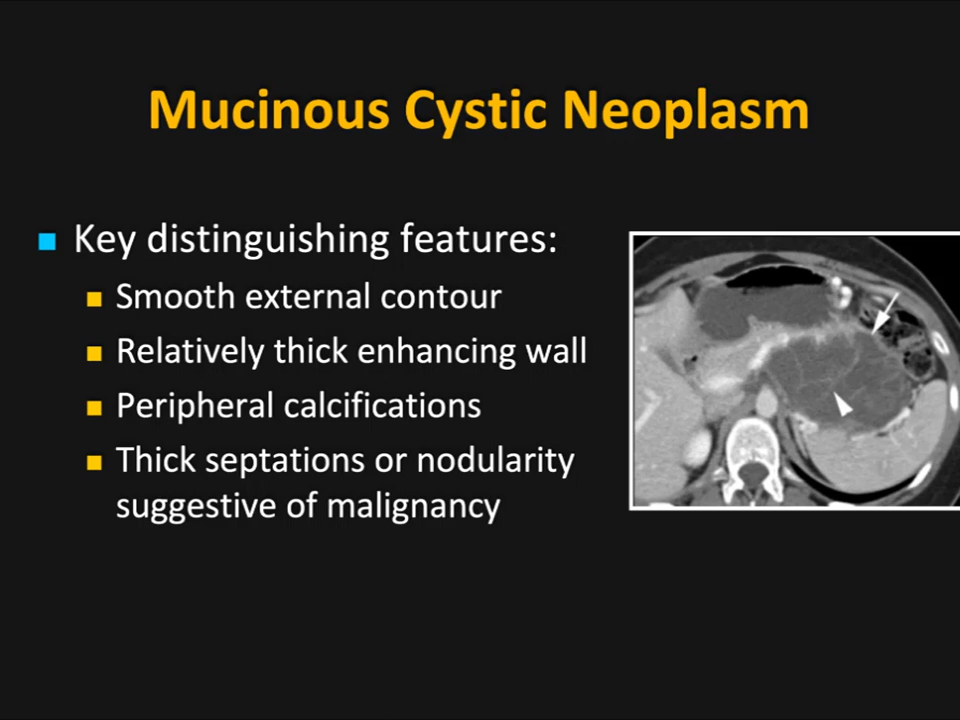 Mucinous Cystic Neoplasm
Key distinguishing features:
Smooth external contour
Relatively thick enhancing wall
Peripheral calcifications
Thick septations or nodularity
suggestive of malignancy